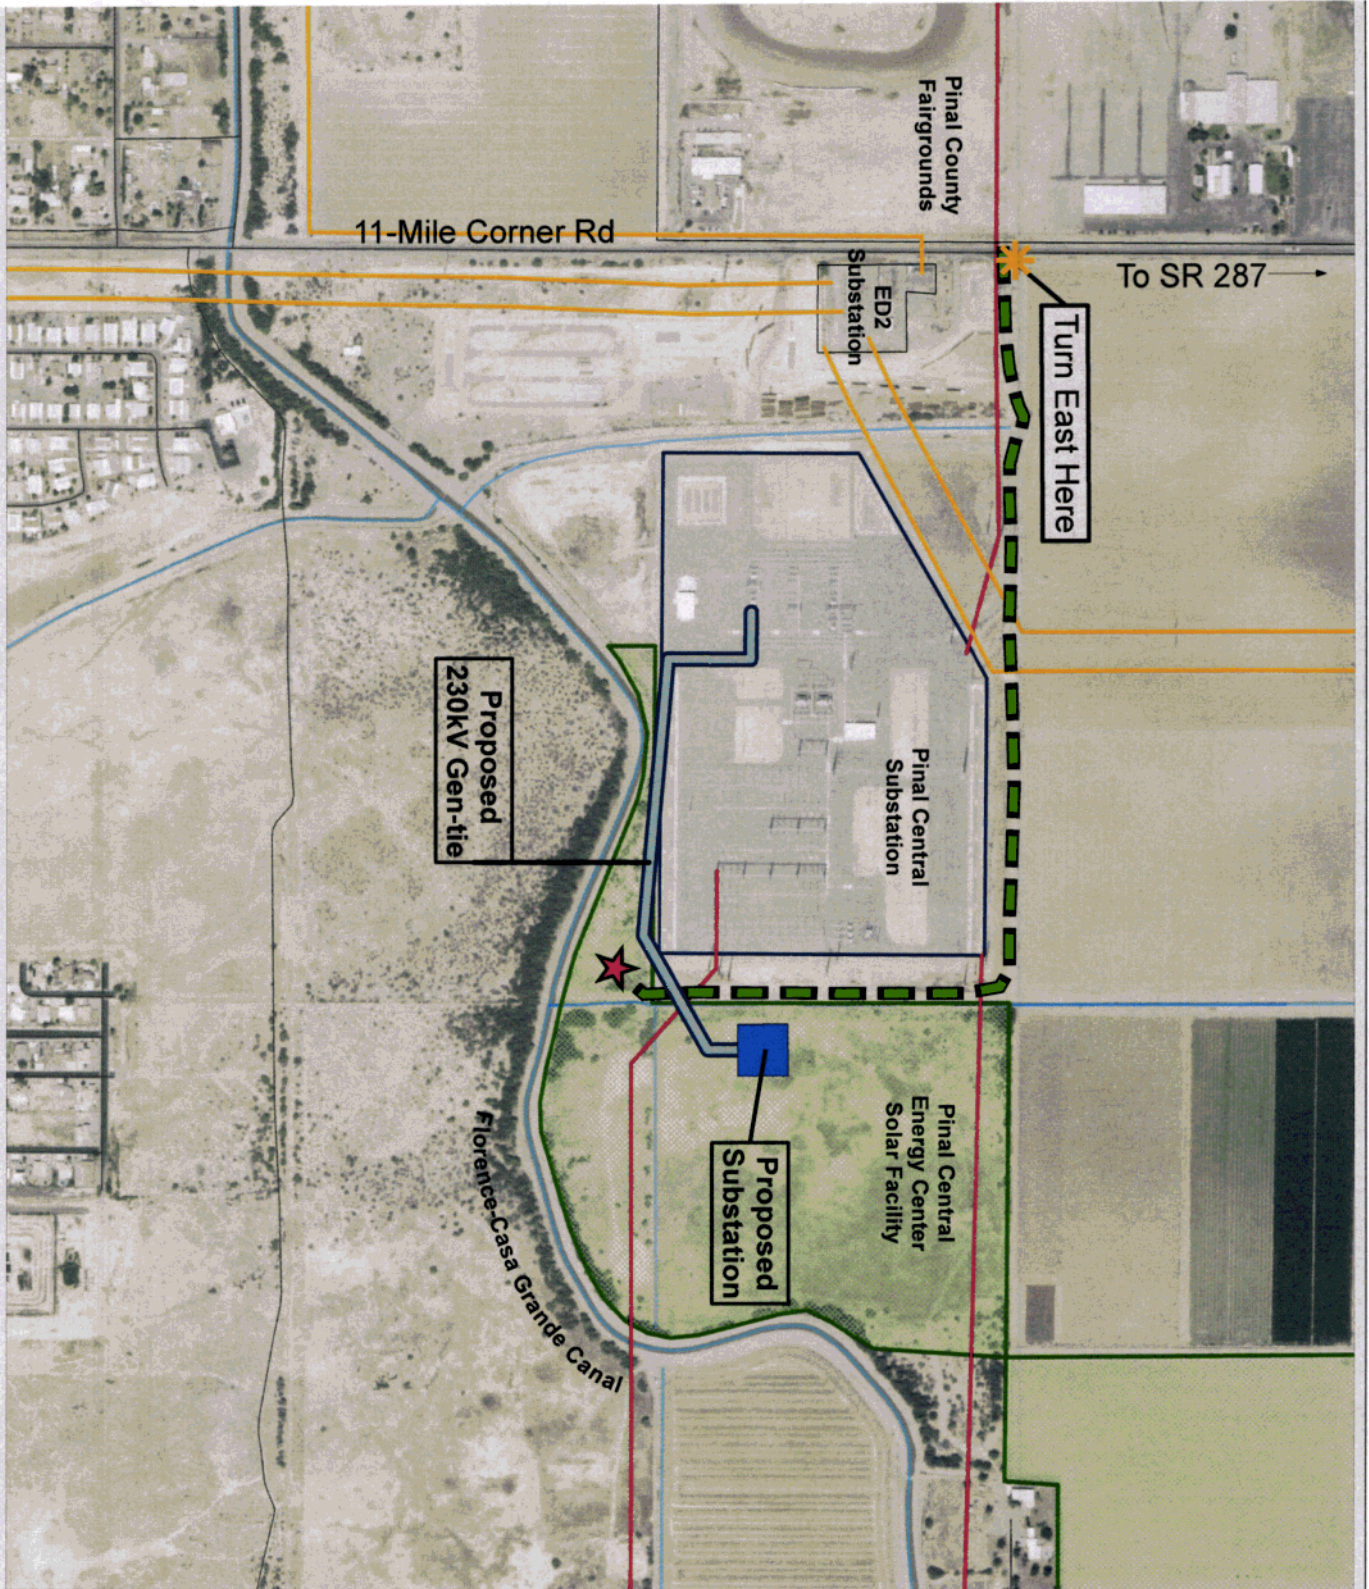 Pinal County
Fairgrounds
11-Mile Corner Rd
To SR 287
ED2
Substation
Turn East Here
Proposed
230kV Gen-tie
Pinal Central
Substation
Pinal Central
Energy Center
Solar Facility
Proposed
Substation
Florence-Casa Grande Canal